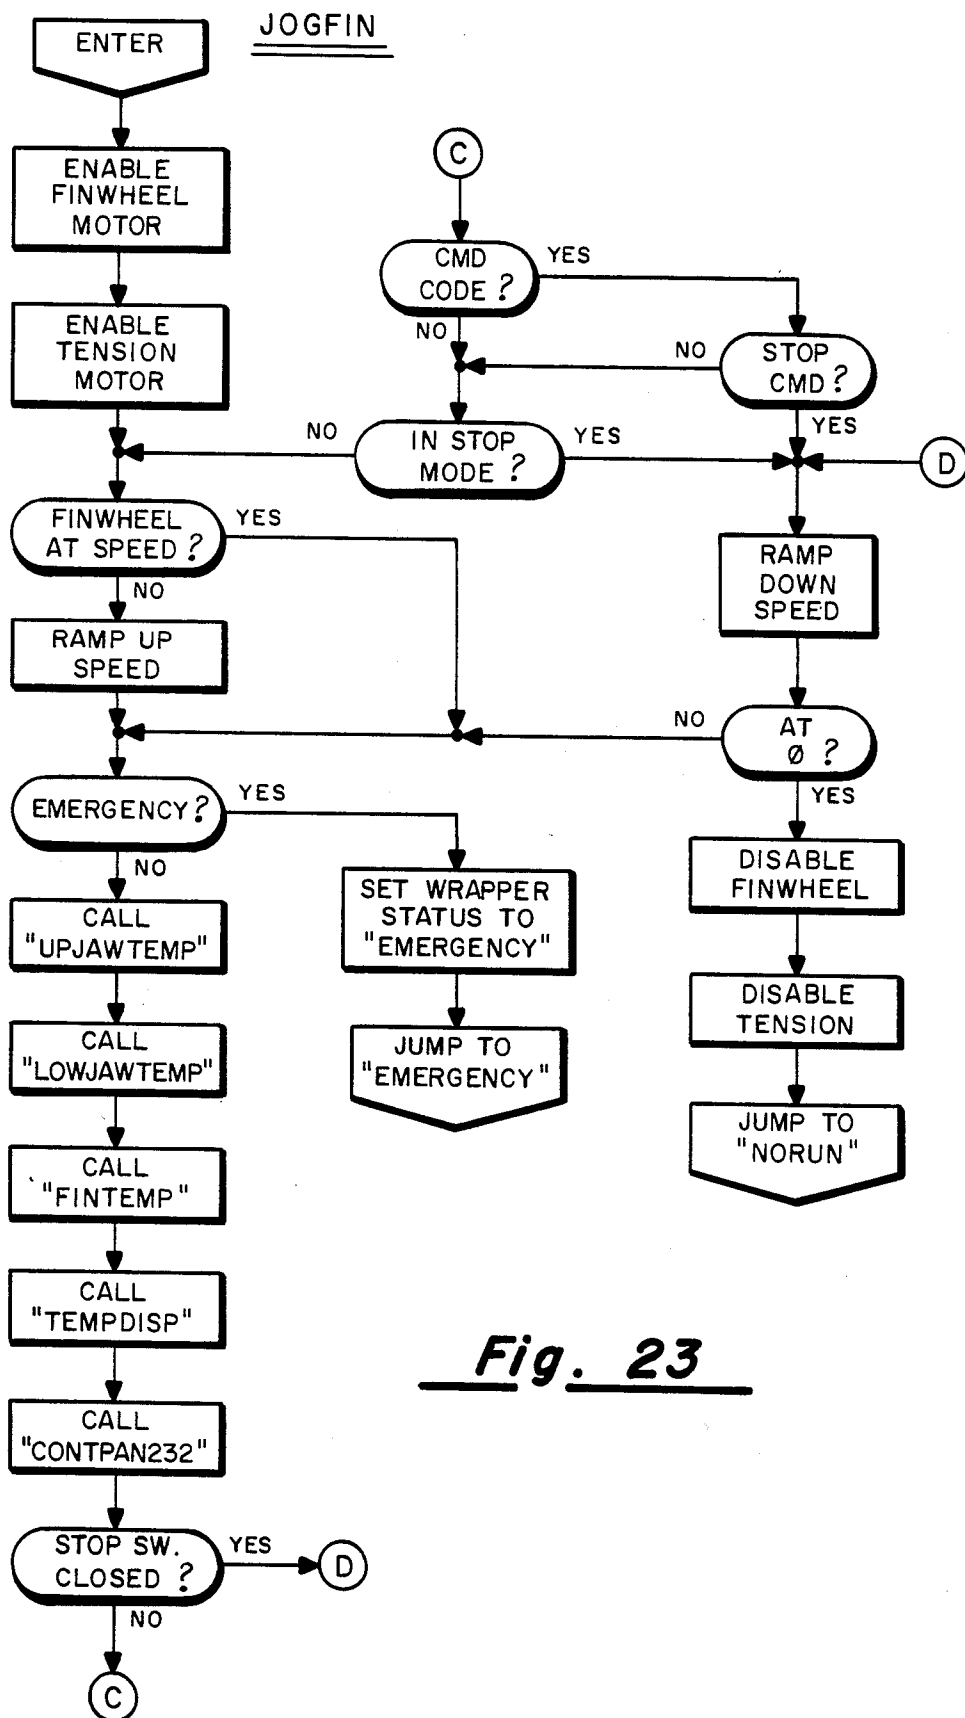 JOGFIN
ENTER
ENABLE
FINWHEEL
MOTOR
ENABLE
TENSION
MOTOR
FINWHEEL
AT SPEED?
YES
NO
RAMP UP
SPEED
EMERGENCY?
YES
NO
SET WRAPPER
STATUS TO
"EMERGENCY"
JUMP TO
"EMERGENCY"
CALL
"UPJAWTEMP"
CALL
"LOWJAWTEMP"
CALL
"FINTEMP"
CALL
"TEMPDISP"
CALL
"CONTPAN232"
STOP SW.
CLOSED?
YES
D
NO
C
C
CMD
CODE?
YES
NO
STOP
CMD?
NO
YES
IN STOP
MODE?
NO
YES
D
RAMP
DOWN
SPEED
AT
Ø?
NO
YES
DISABLE
FINWHEEL
DISABLE
TENSION
JUMP TO
"NORUN"
Fig. 23